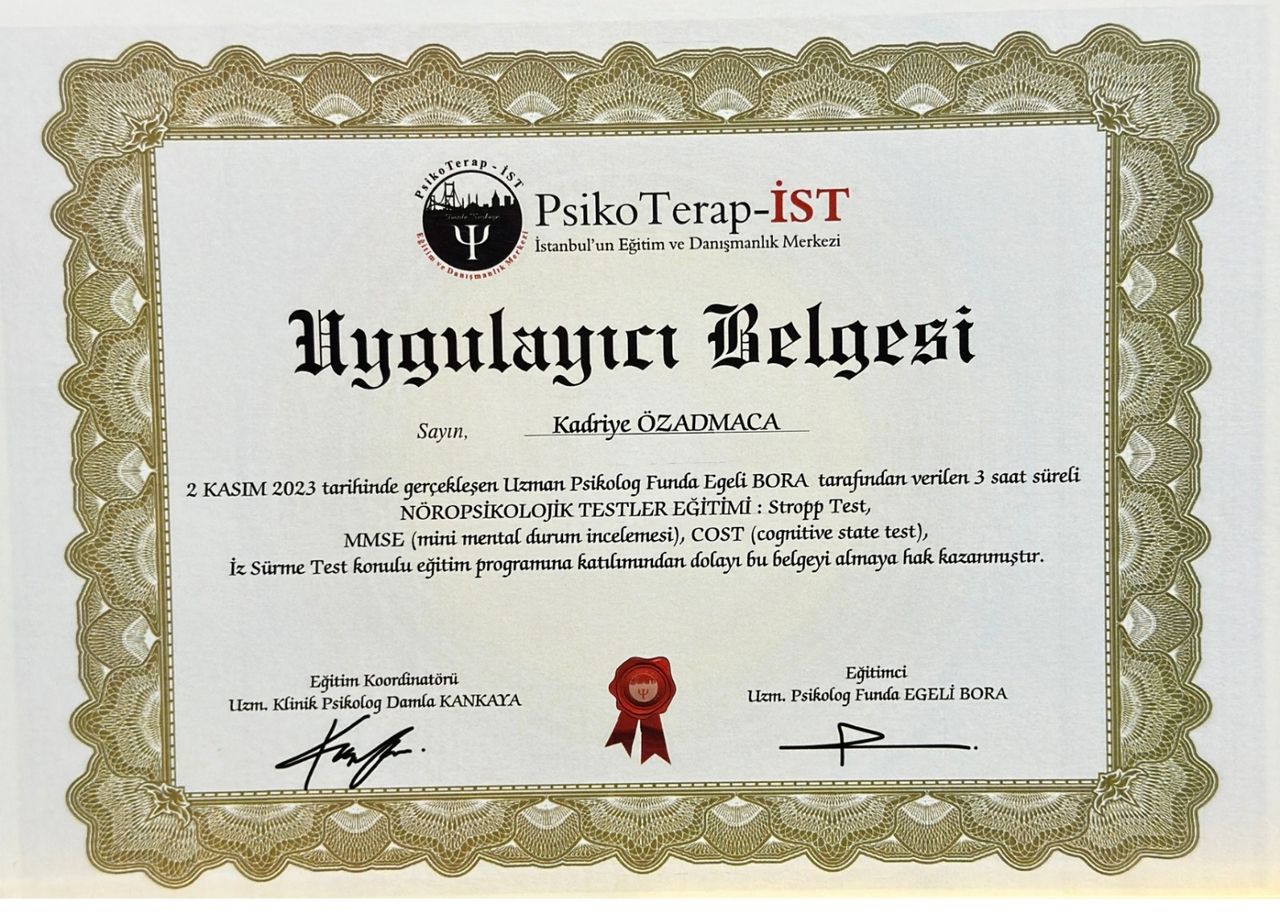 PsikoTerap - İST
Eğitim ve Danışmanlık Merkezi
PsikoTerap-İST
İstanbul'un Eğitim ve Danışmanlık Merkezi
Uygulayıcı Belgesi
Sayın, Kadriye ÖZADMACA
2 KASIM 2023 tarihinde gerçekleşen Uzman Psikolog Funda Egeli BORA tarafından verilen 3 saat süreli
NÖROPSİKOLOJİK TESTLER EĞİTİMİ : Stropp Test,
MMSE (mini mental durum incelemesi), COST (cognitive state test),
İz Sürme Test konulu eğitim programına katılımından dolayı bu belgeyi almaya hak kazanmıştır.
Eğitim Koordinatörü
Uzm. Klinik Psikolog Damla KANKAYA
Eğitimci
Uzm. Psikolog Funda EGELİ BORA